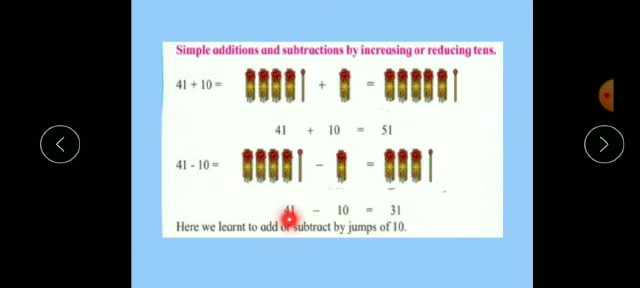 Simple additions and subtractions by increasing or reducing tens.
41 + 10 = + =
41 + 10 = 51
41 - 10 = - =
41 - 10 = 31
Here we learnt to add or subtract by jumps of 10.